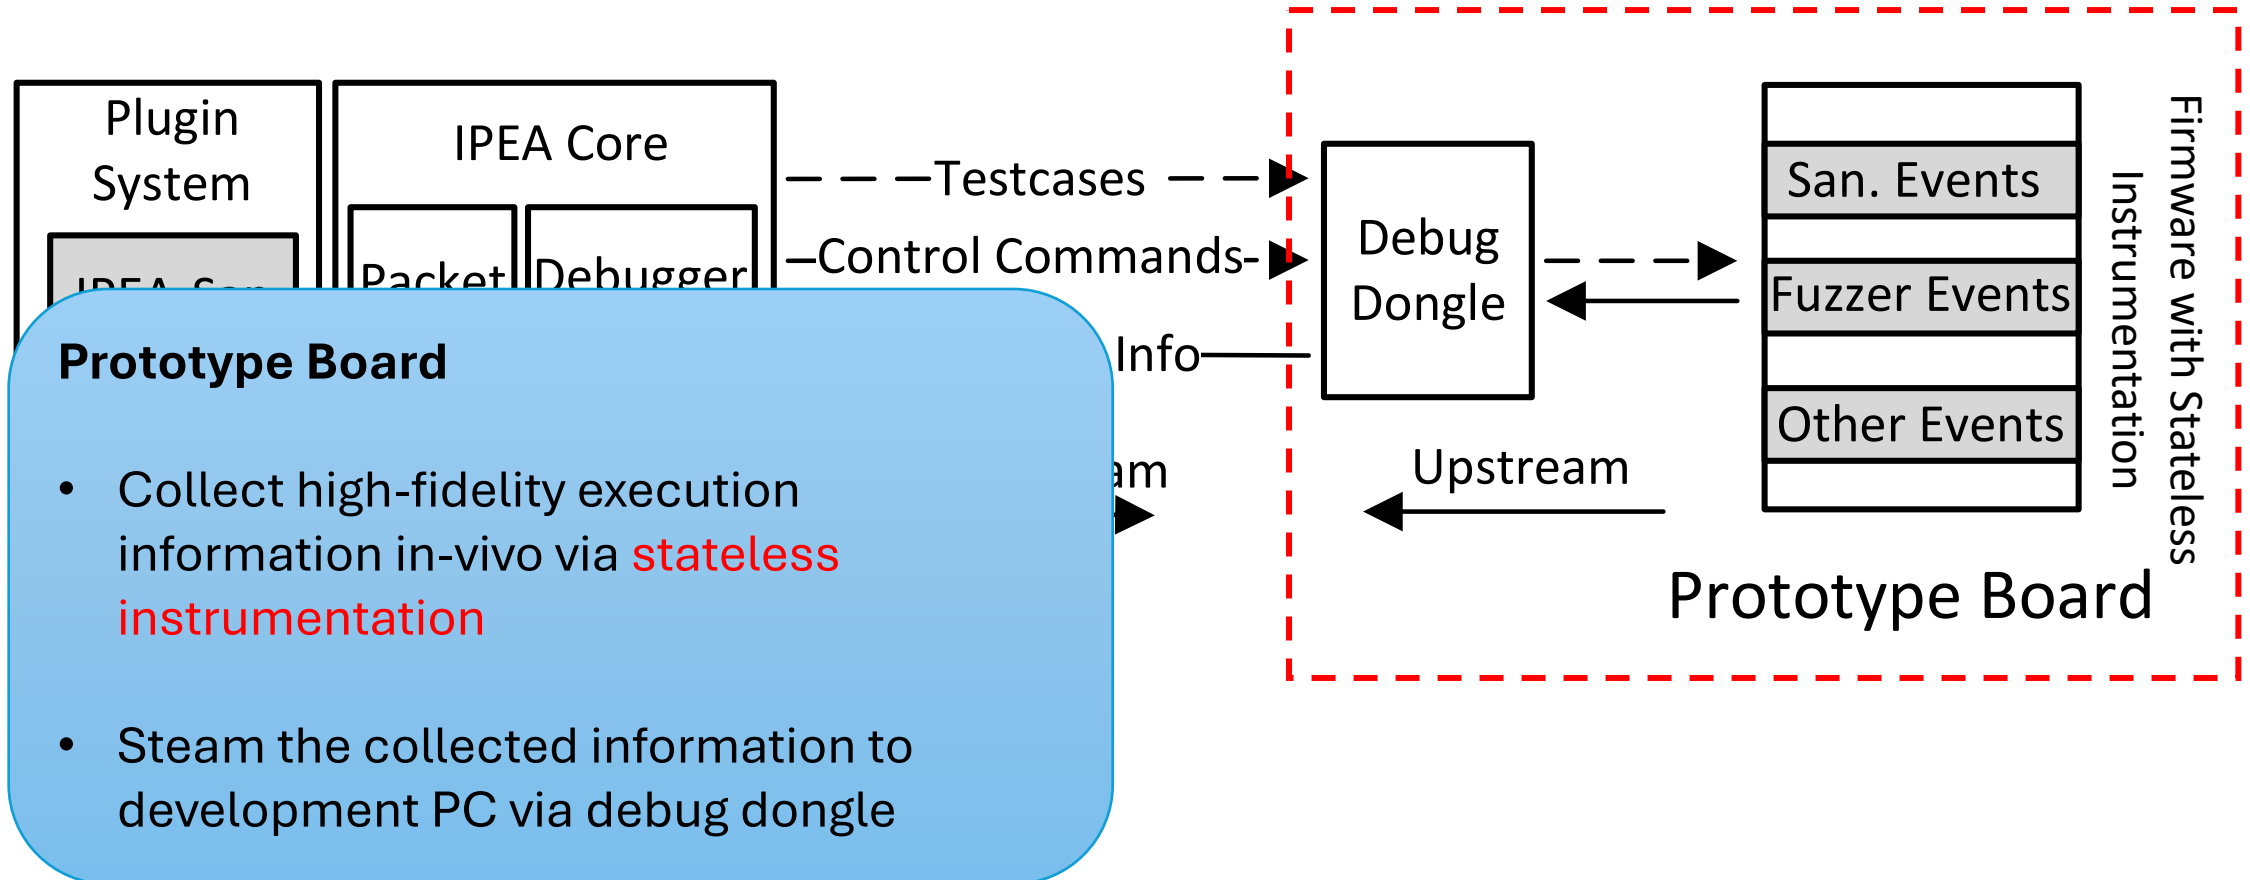 Plugin
System
IPEA Core
Packet
Debugger
Testcases
Control Commands
Info
Debug
Dongle
San. Events
Fuzzer Events
Other Events
Firmware with Stateless
Instrumentation
Upstream
Prototype Board
Prototype Board
• Collect high-fidelity execution
information in-vivo via stateless
instrumentation
• Steam the collected information to
development PC via debug dongle